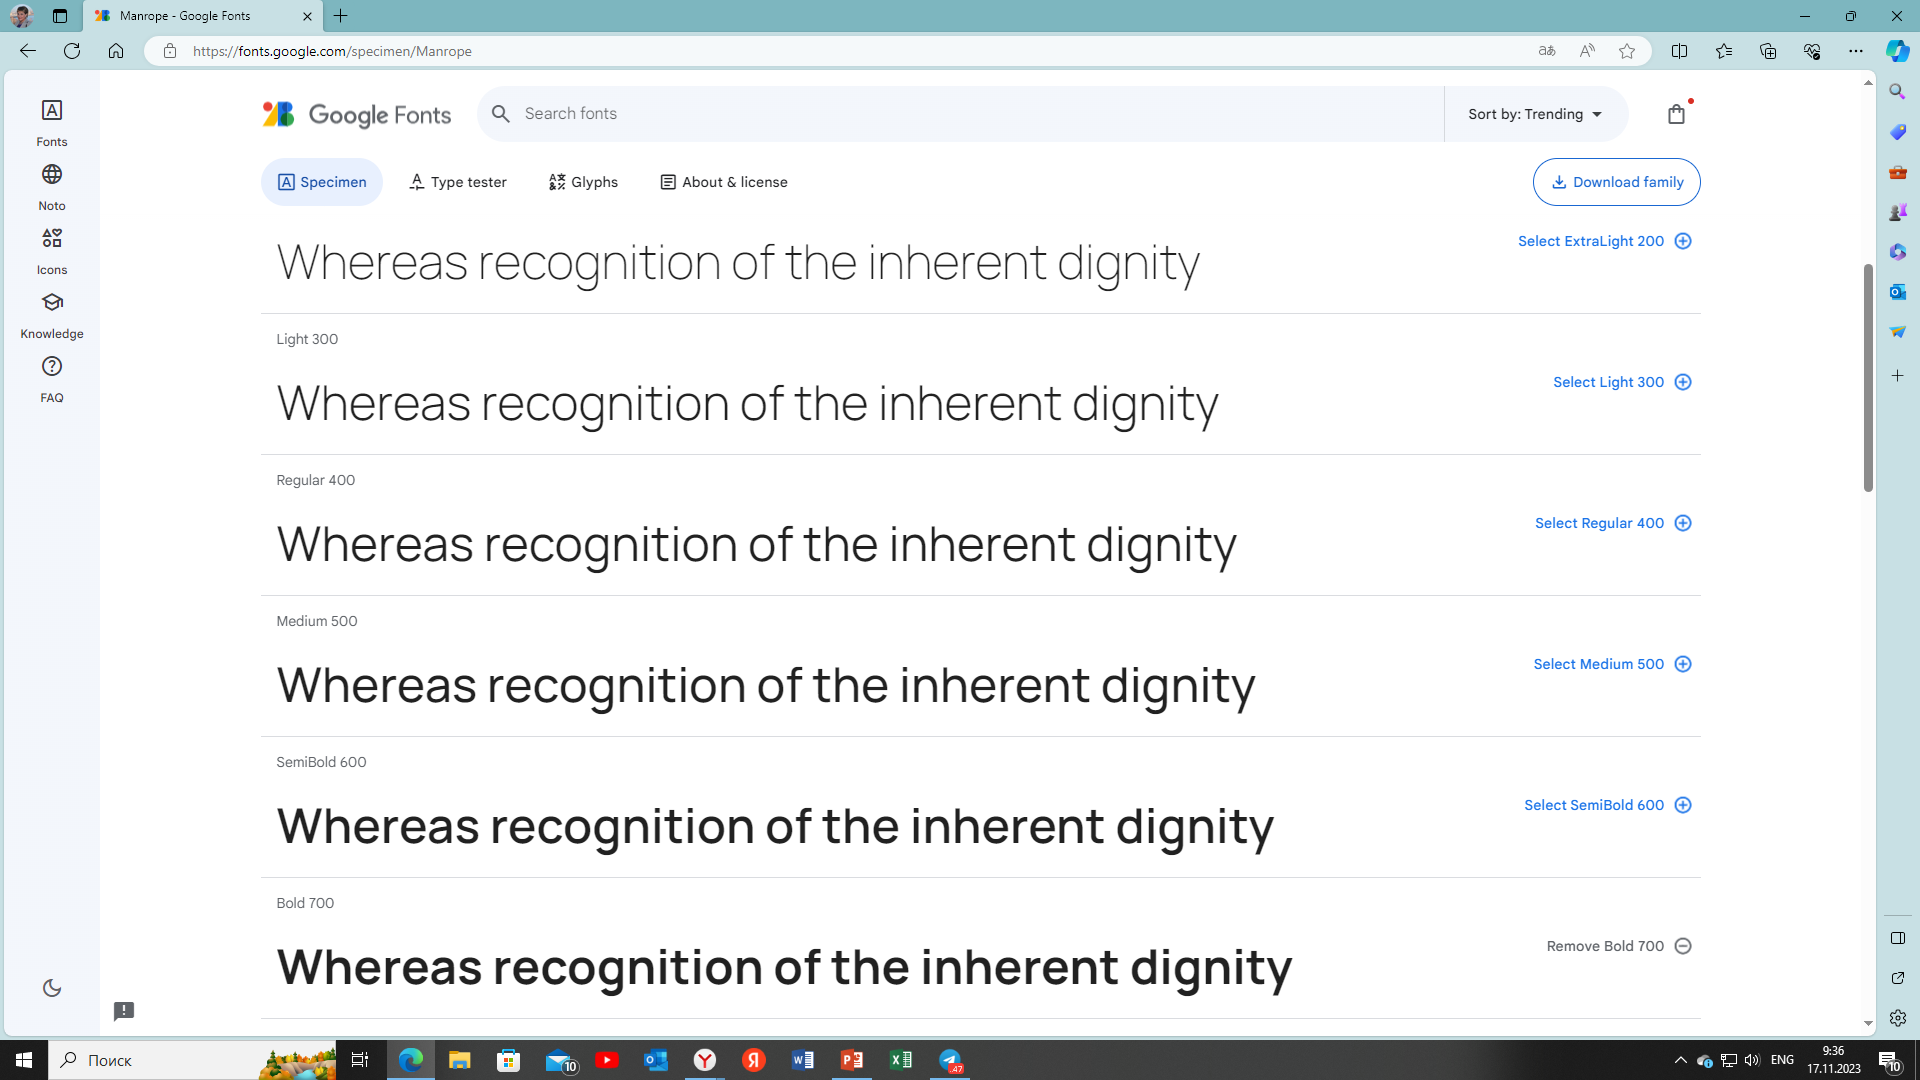 Manrope - Google Fonts
https://fonts.google.com/specimen/Manrope
Google Fonts
Search fonts
Sort by: Trending
Fonts
Noto
Icons
Knowledge
FAQ
Specimen
Type tester
Glyphs
About & license
Download family
Whereas recognition of the inherent dignity
Select ExtraLight 200
Light 300
Whereas recognition of the inherent dignity
Select Light 300
Regular 400
Whereas recognition of the inherent dignity
Select Regular 400
Medium 500
Whereas recognition of the inherent dignity
Select Medium 500
SemiBold 600
Whereas recognition of the inherent dignity
Select SemiBold 600
Bold 700
Whereas recognition of the inherent dignity
Remove Bold 700
Поиск
10
47
ENG
9:36
17.11.2023
10